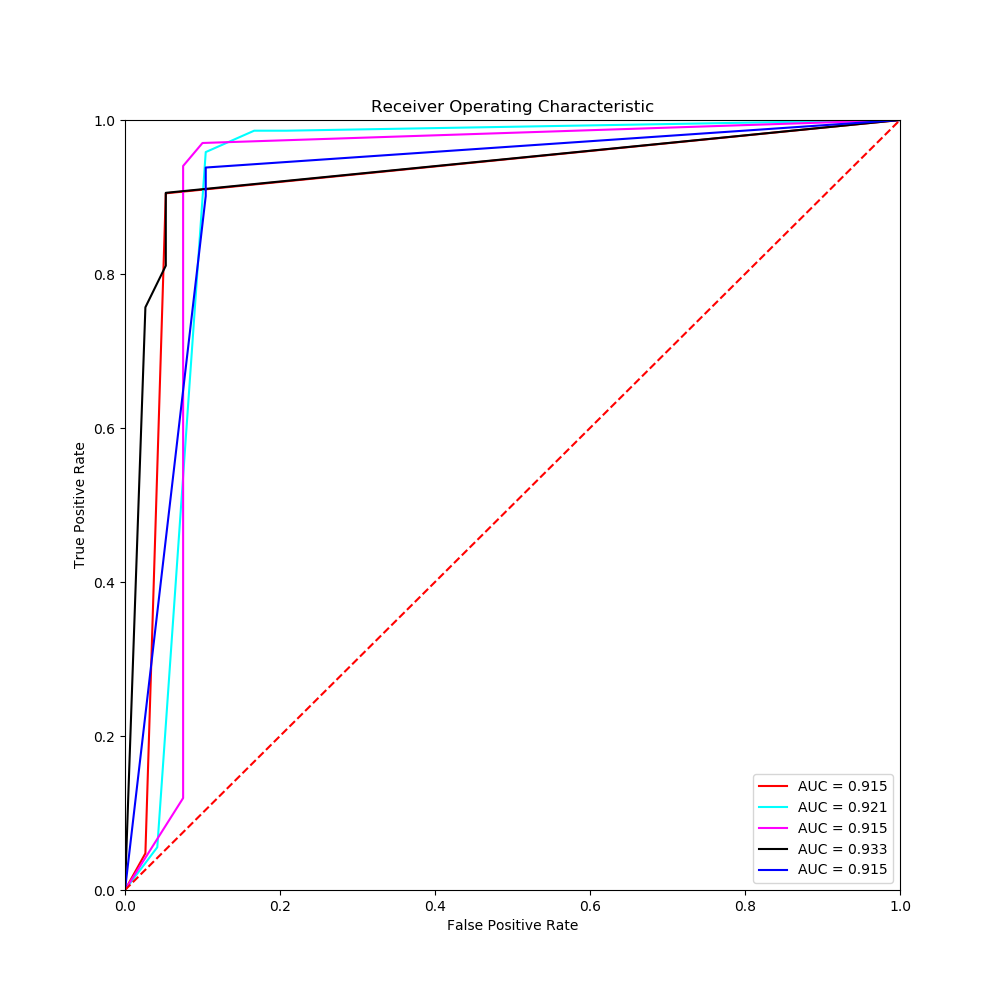 Receiver Operating Characteristic
1.0
0.8
0.6
0.4
0.2
0.0
True Positive Rate
0.0 0.2 0.4 0.6 0.8 1.0
False Positive Rate
AUC = 0.915
AUC = 0.921
AUC = 0.915
AUC = 0.933
AUC = 0.915